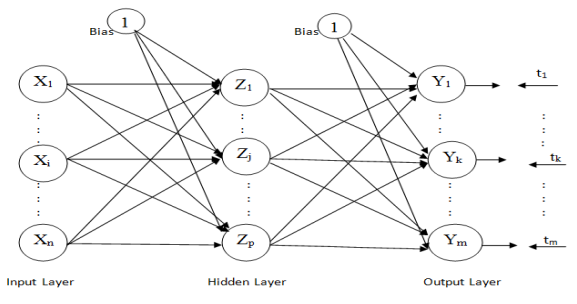 Bias 1 Bias 1
X1 Z1 Y1 t1
Xi Zj Yk tk
Xn Zp Ym tm
Input Layer Hidden Layer Output Layer